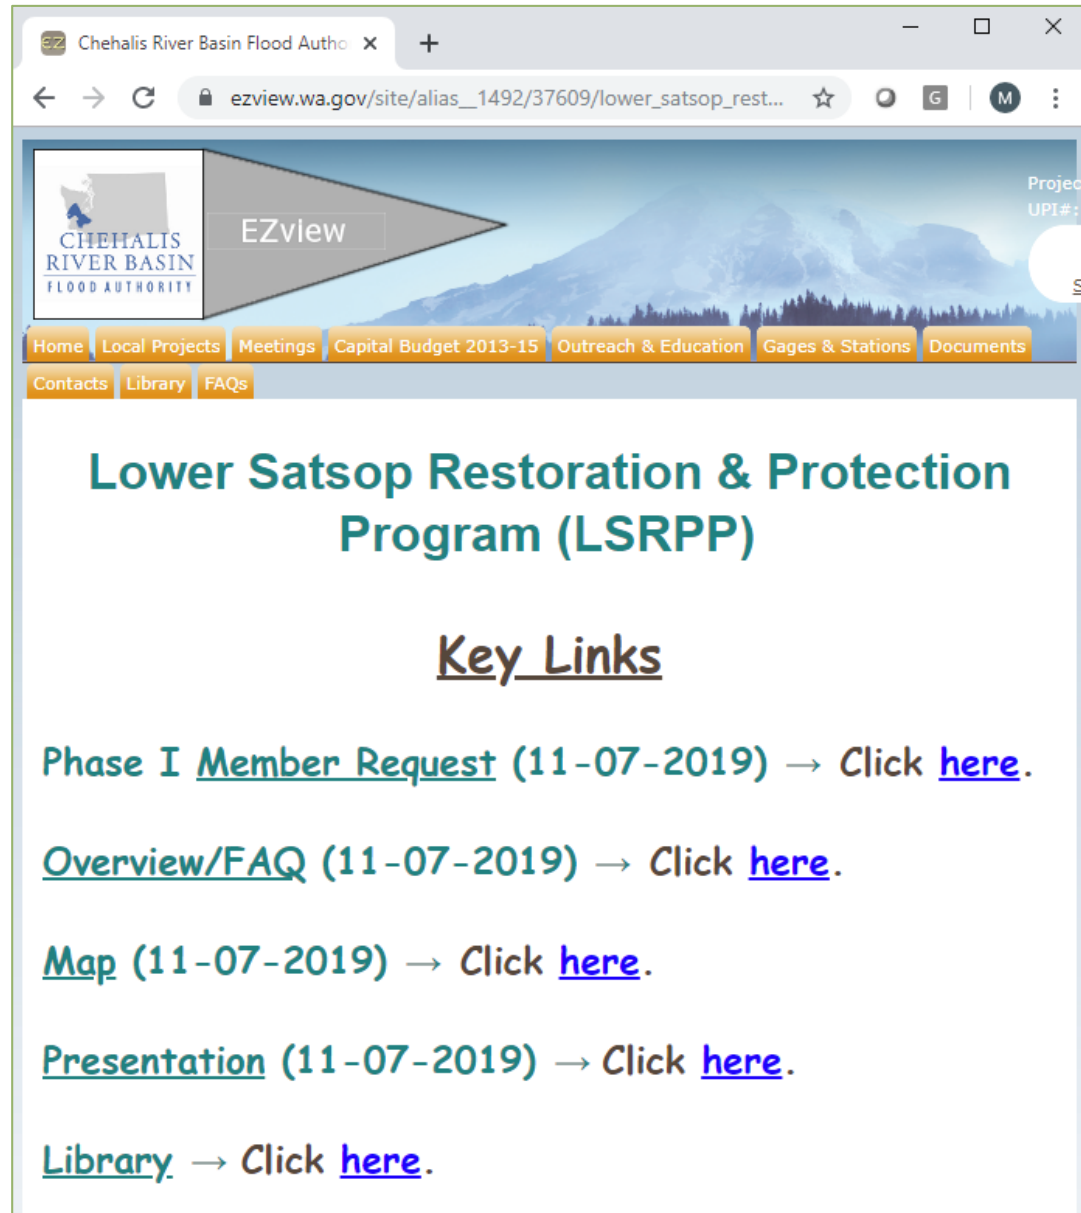 Chehalis River Basin Flood Autho
ezview.wa.gov/site/alias__1492/37609/lower_satsop_rest...
G
M
CHEHALIS
RIVER BASIN
FLOOD AUTHORITY
EZview
Projec
UPI#:
S
Home Local Projects Meetings Capital Budget 2013-15 Outreach & Education Gages & Stations Documents
Contacts Library FAQs
Lower Satsop Restoration & Protection
Program (LSRPP)
Key Links
Phase I Member Request (11-07-2019) → Click here.
Overview/FAQ (11-07-2019) → Click here.
Map (11-07-2019) → Click here.
Presentation (11-07-2019) → Click here.
Library → Click here.